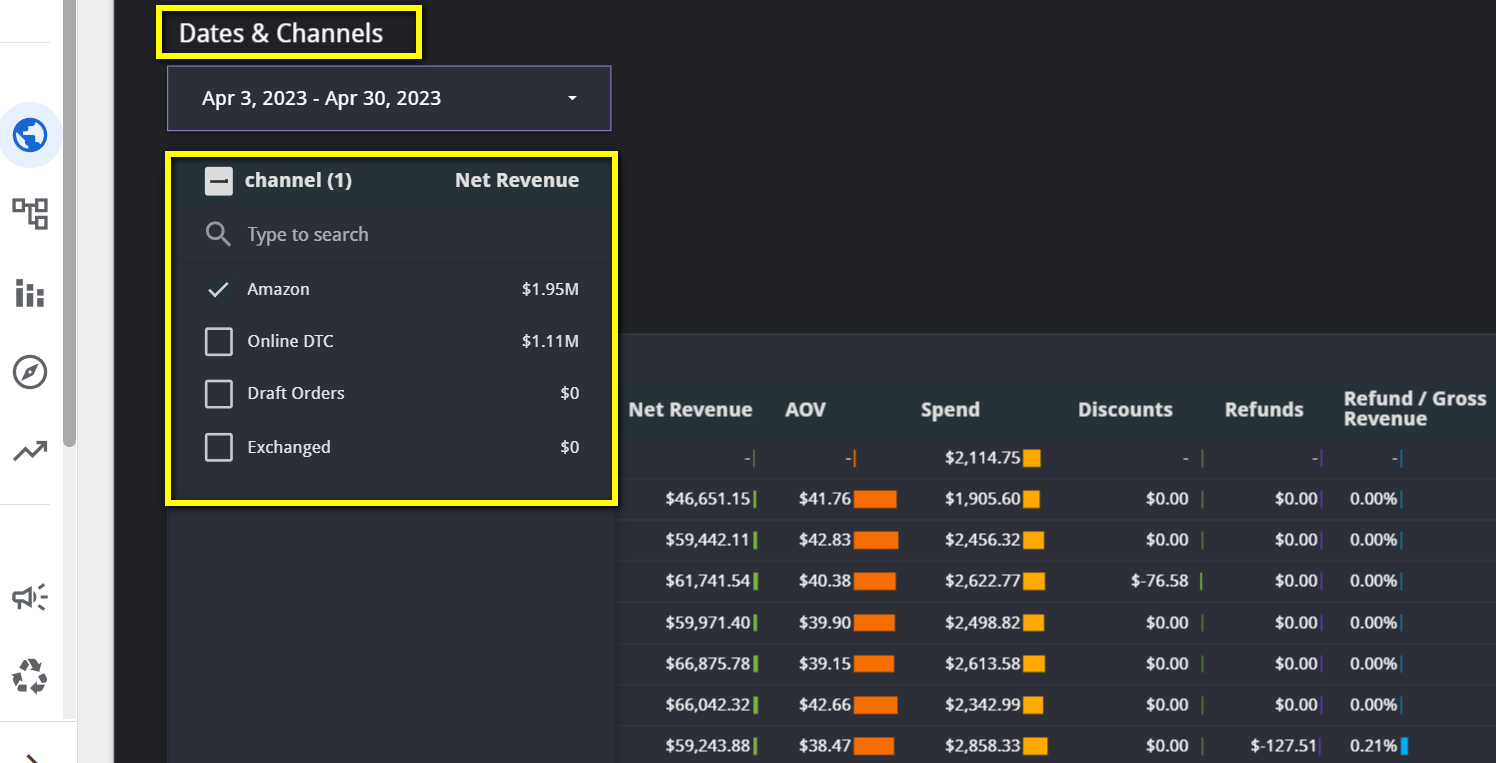 Dates & Channels
Apr 3, 2023 - Apr 30, 2023
channel (1) Net Revenue
Type to search
Amazon $1.95M
Online DTC $1.11M
Draft Orders $0
Exchanged $0
Net Revenue AOV Spend Discounts Refunds Refund / Gross
Revenue
- - $2,114.75 - - -
$46,651.15 $41.76 $1,905.60 $0.00 $0.00 0.00%
$59,442.11 $42.83 $2,456.32 $0.00 $0.00 0.00%
$61,741.54 $40.38 $2,622.77 $-76.58 $0.00 0.00%
$59,971.40 $39.90 $2,498.82 $0.00 $0.00 0.00%
$66,875.78 $39.15 $2,613.58 $0.00 $0.00 0.00%
$66,042.32 $42.66 $2,342.99 $0.00 $0.00 0.00%
$59,243.88 $38.47 $2,858.33 $0.00 $-127.51 0.21%